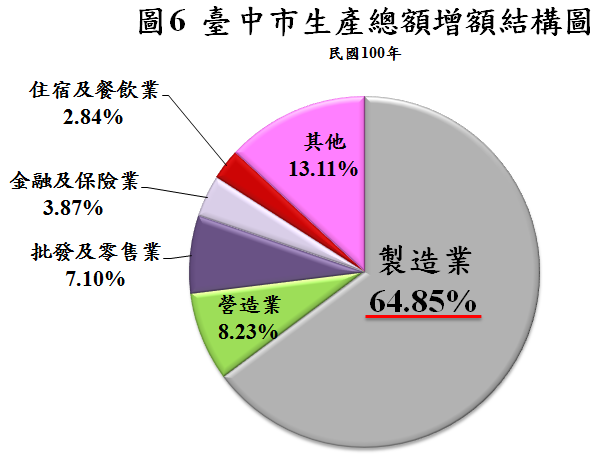 圖6 臺中市生產總額增額結構圖
民國100年
住宿及餐飲業
2.84%
其他
13.11%
金融及保險業
3.87%
批發及零售業
7.10%
製造業
64.85%
營造業
8.23%